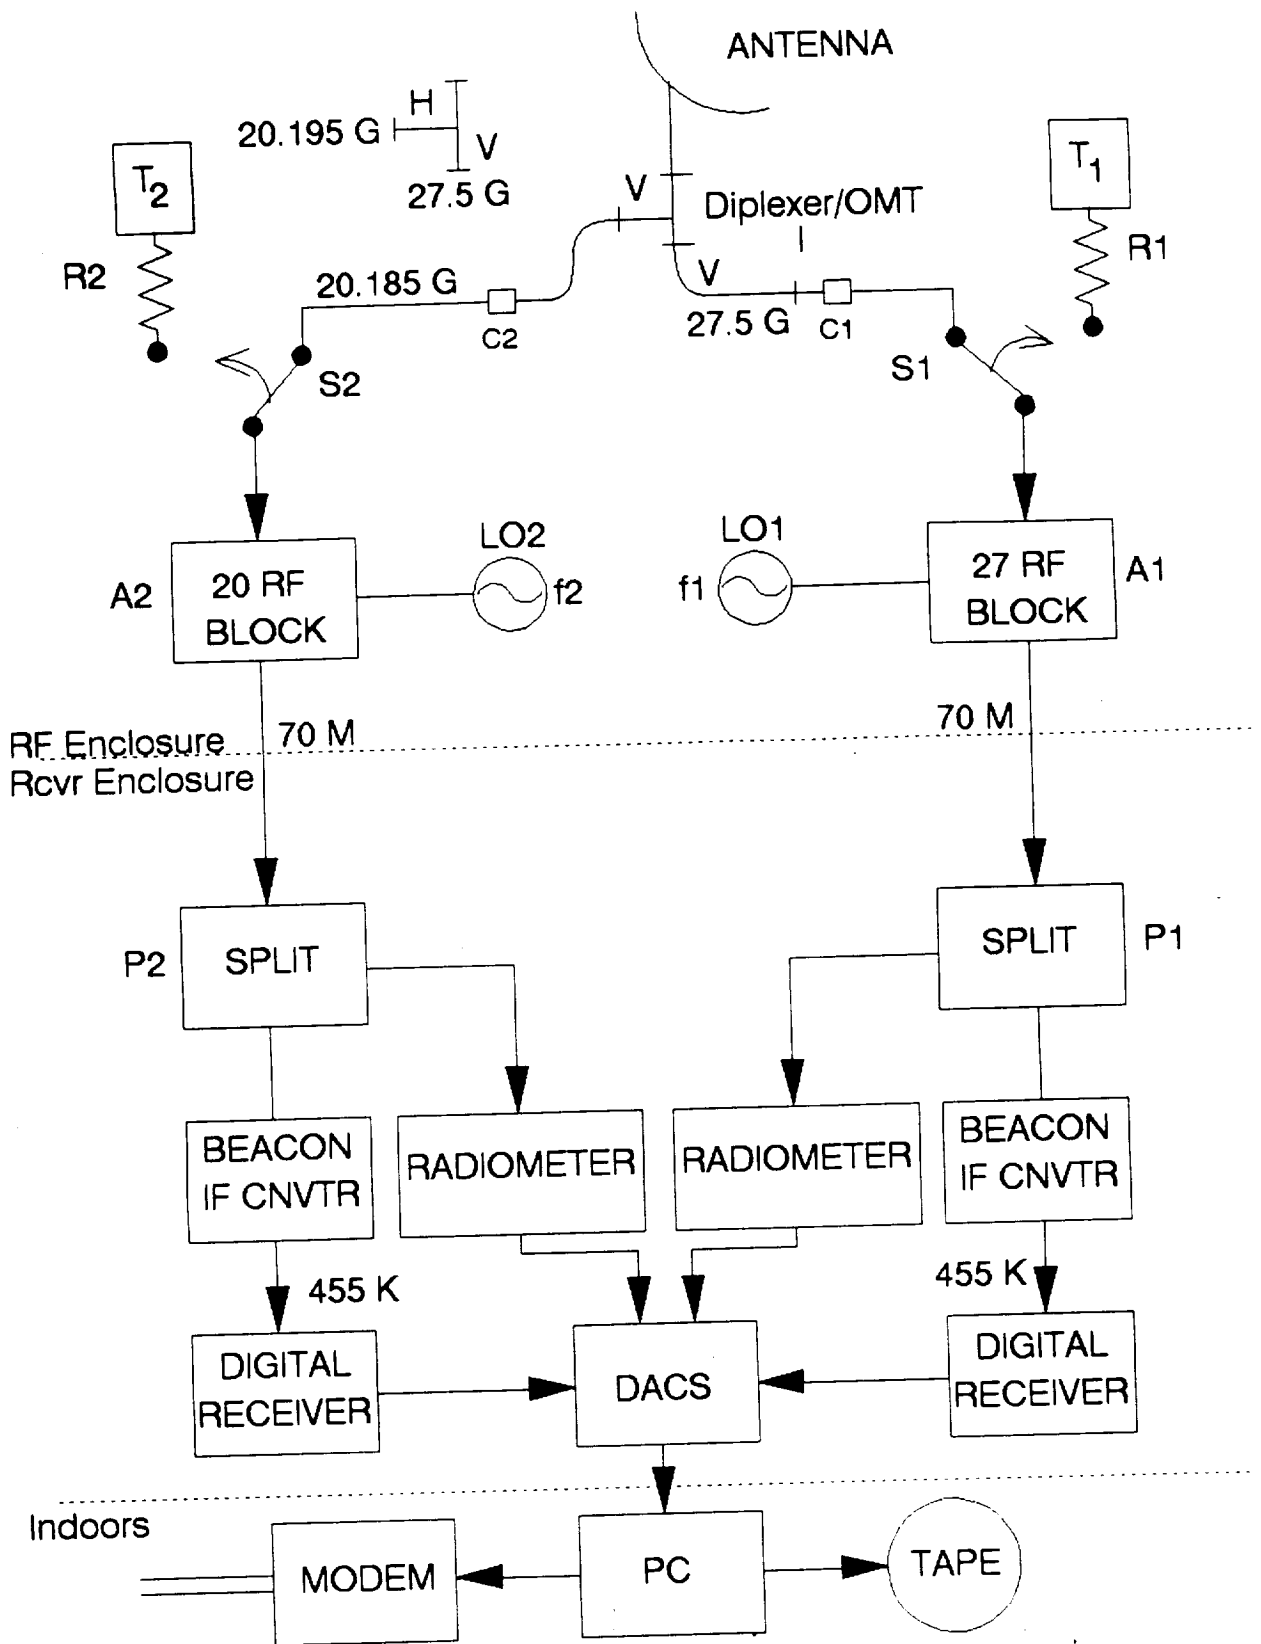 ANTENNA
H
20.195 G
V
27.5 G
T2
T1
V
Diplexer/OMT
R2
R1
20.185 G
V
C2
27.5 G
C1
S2
S1
LO2
LO1
A2
20 RF
BLOCK
f2
f1
27 RF
BLOCK
A1
70 M
70 M
RF Enclosure
Rcvr Enclosure
P2
SPLIT
SPLIT
P1
BEACON
IF CNVTR
RADIOMETER
RADIOMETER
BEACON
IF CNVTR
455 K
455 K
DIGITAL
RECEIVER
DACS
DIGITAL
RECEIVER
Indoors
MODEM
PC
TAPE